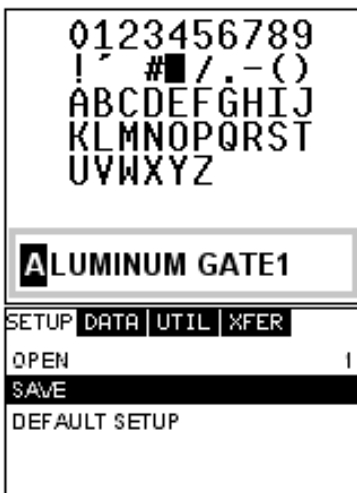 0123456789
!´ #■/.-()
ABCDEFGHIJ
KLMNOPQRST
UVWXYZ
ALUMINUM GATE1
SETUP DATA UTIL XFER
OPEN 1
SAVE
DEFAULT SETUP